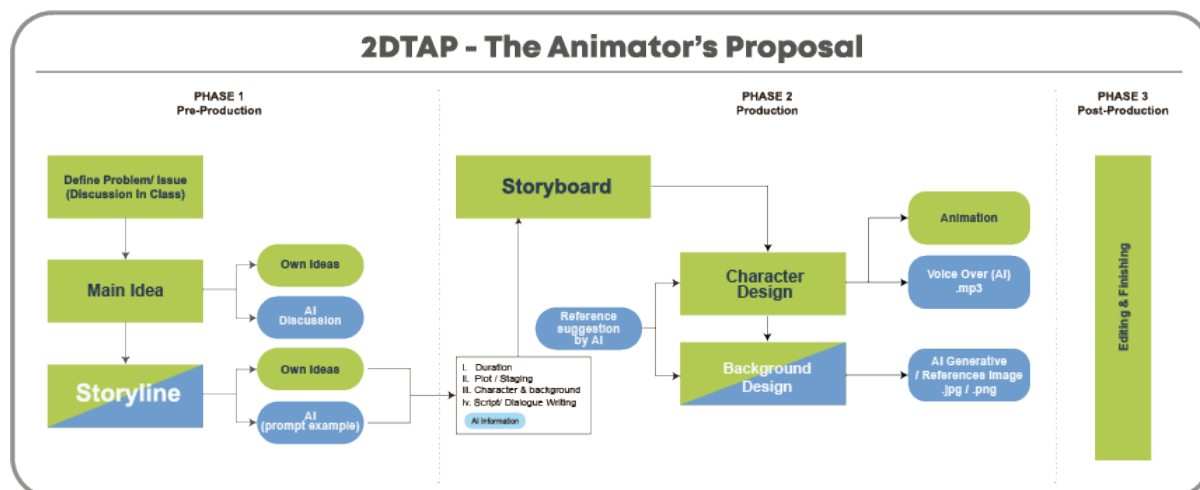 2DTAP - The Animator's Proposal
PHASE 1
Pre-Production
Define Problem/ Issue
(Discussion In Class)
Main Idea
Own Ideas
AI
Discussion
Storyline
Own Ideas
AI
(prompt example)
I. Duration
II. Plot / Staging
III. Character & background
iv. Script/ Dialogue Writing
AI Information
PHASE 2
Production
Storyboard
Reference
suggestion
by AI
Character
Design
Background
Design
Animation
Voice Over (AI)
.mp3
AI Generative
/ References Image
.jpg / .png
PHASE 3
Post-Production
Editing & Finishing